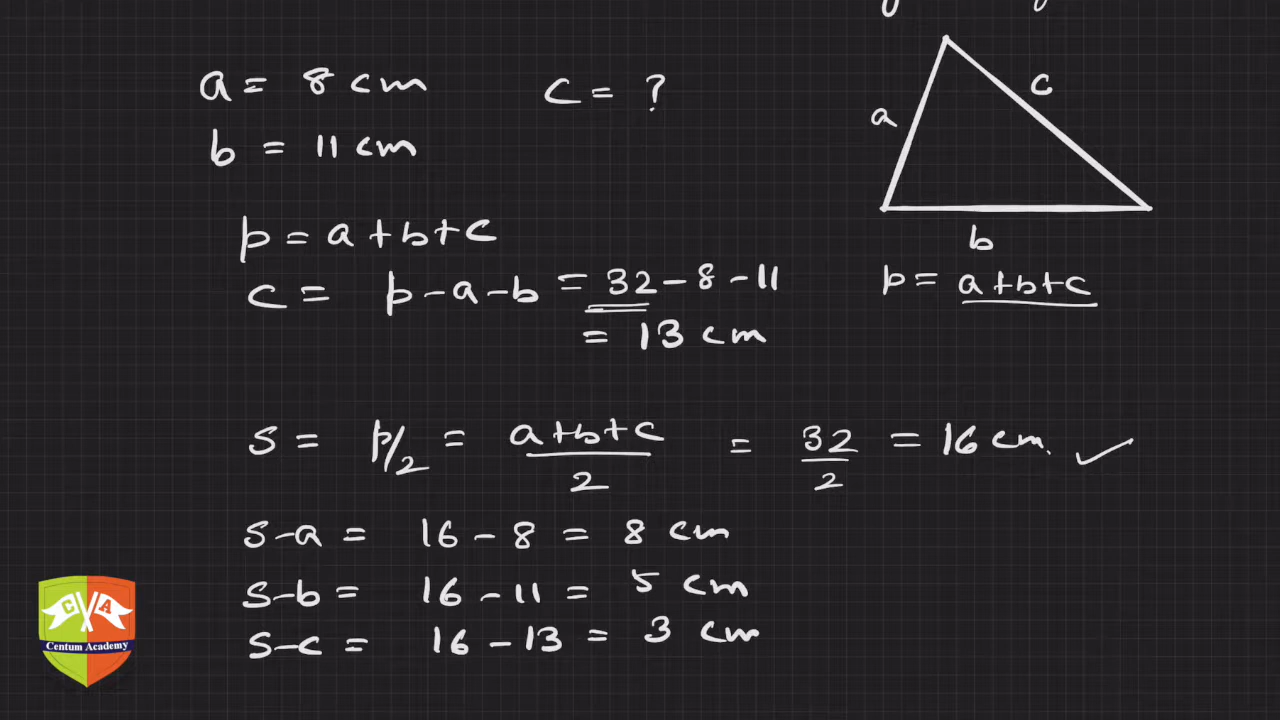 a = 8 cm
c = ?
b = 11 cm
p = a + b + c
c = p - a - b = 32 - 8 - 11
= 13 cm
a
c
b
p = a + b + c
s = p/2 = a + b + c / 2 = 32 / 2 = 16 cm. ✓
s - a = 16 - 8 = 8 cm
s - b = 16 - 11 = 5 cm
s - c = 16 - 13 = 3 cm
C A
Centum Academy